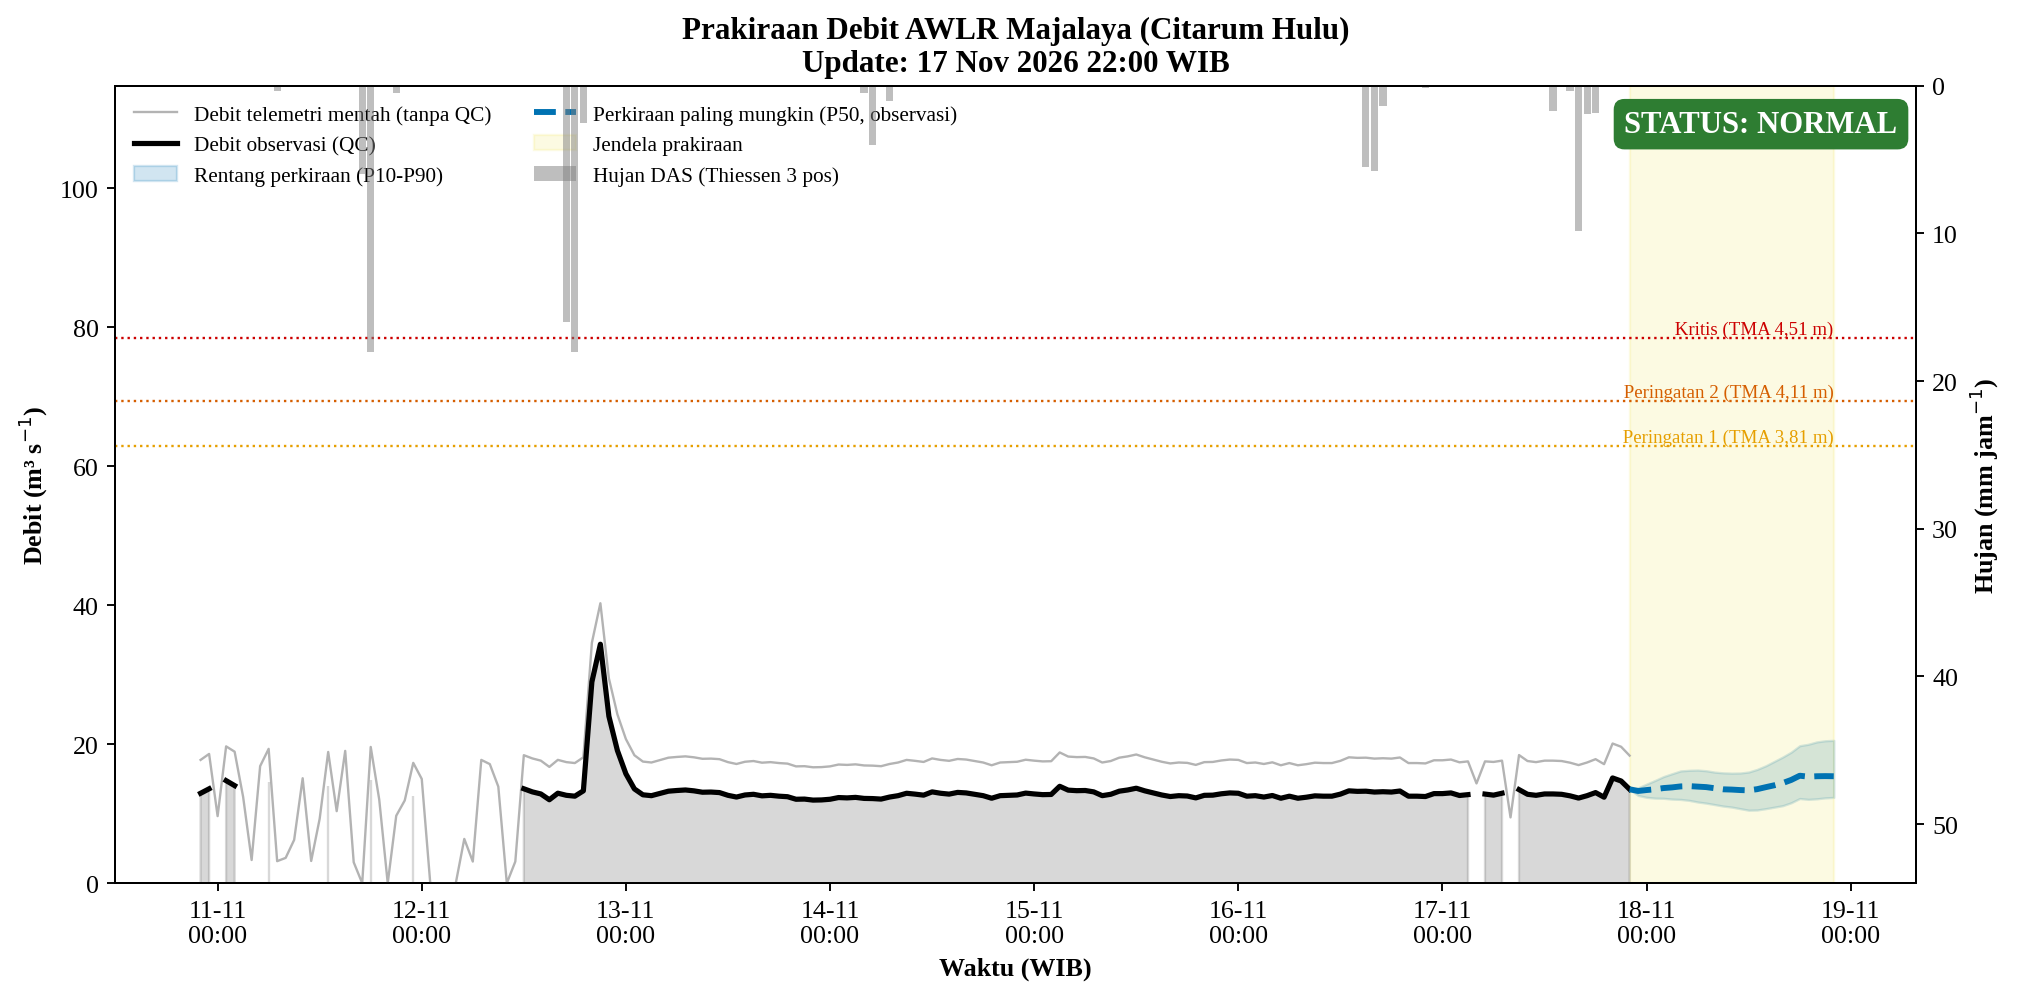 Prakiraan Debit AWLR Majalaya (Citarum Hulu)
Update: 17 Nov 2026 22:00 WIB
Debit telemetri mentah (tanpa QC)
Debit observasi (QC)
Rentang perkiraan (P10-P90)
Perkiraan paling mungkin (P50, observasi)
Jendela prakiraan
Hujan DAS (Thiessen 3 pos)
STATUS: NORMAL
Kritis (TMA 4,51 m)
Peringatan 2 (TMA 4,11 m)
Peringatan 1 (TMA 3,81 m)
Debit (m³ s⁻¹)
100
80
60
40
20
0
Hujan (mm jam⁻¹)
0
10
20
30
40
50
11-11
00:00
12-11
00:00
13-11
00:00
14-11
00:00
15-11
00:00
16-11
00:00
17-11
00:00
18-11
00:00
19-11
00:00
Waktu (WIB)